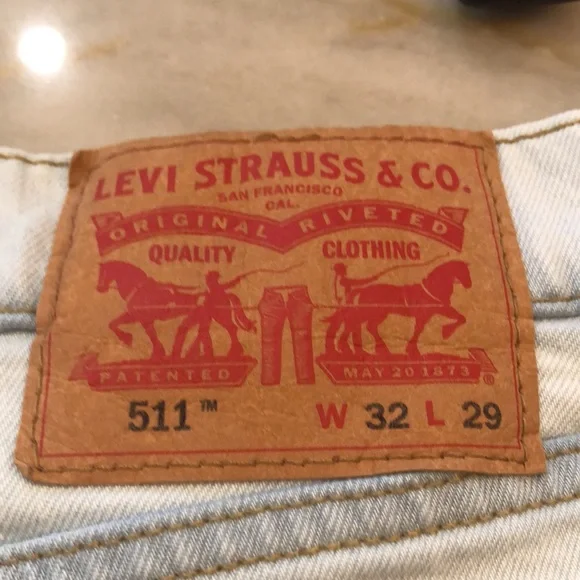 LEVI STRAUSS & CO.
SAN FRANCISCO
CAL.
ORIGINAL RIVETED
QUALITY CLOTHING
PATENTED MAY 20 1873 ®
511™ W 32 L 29